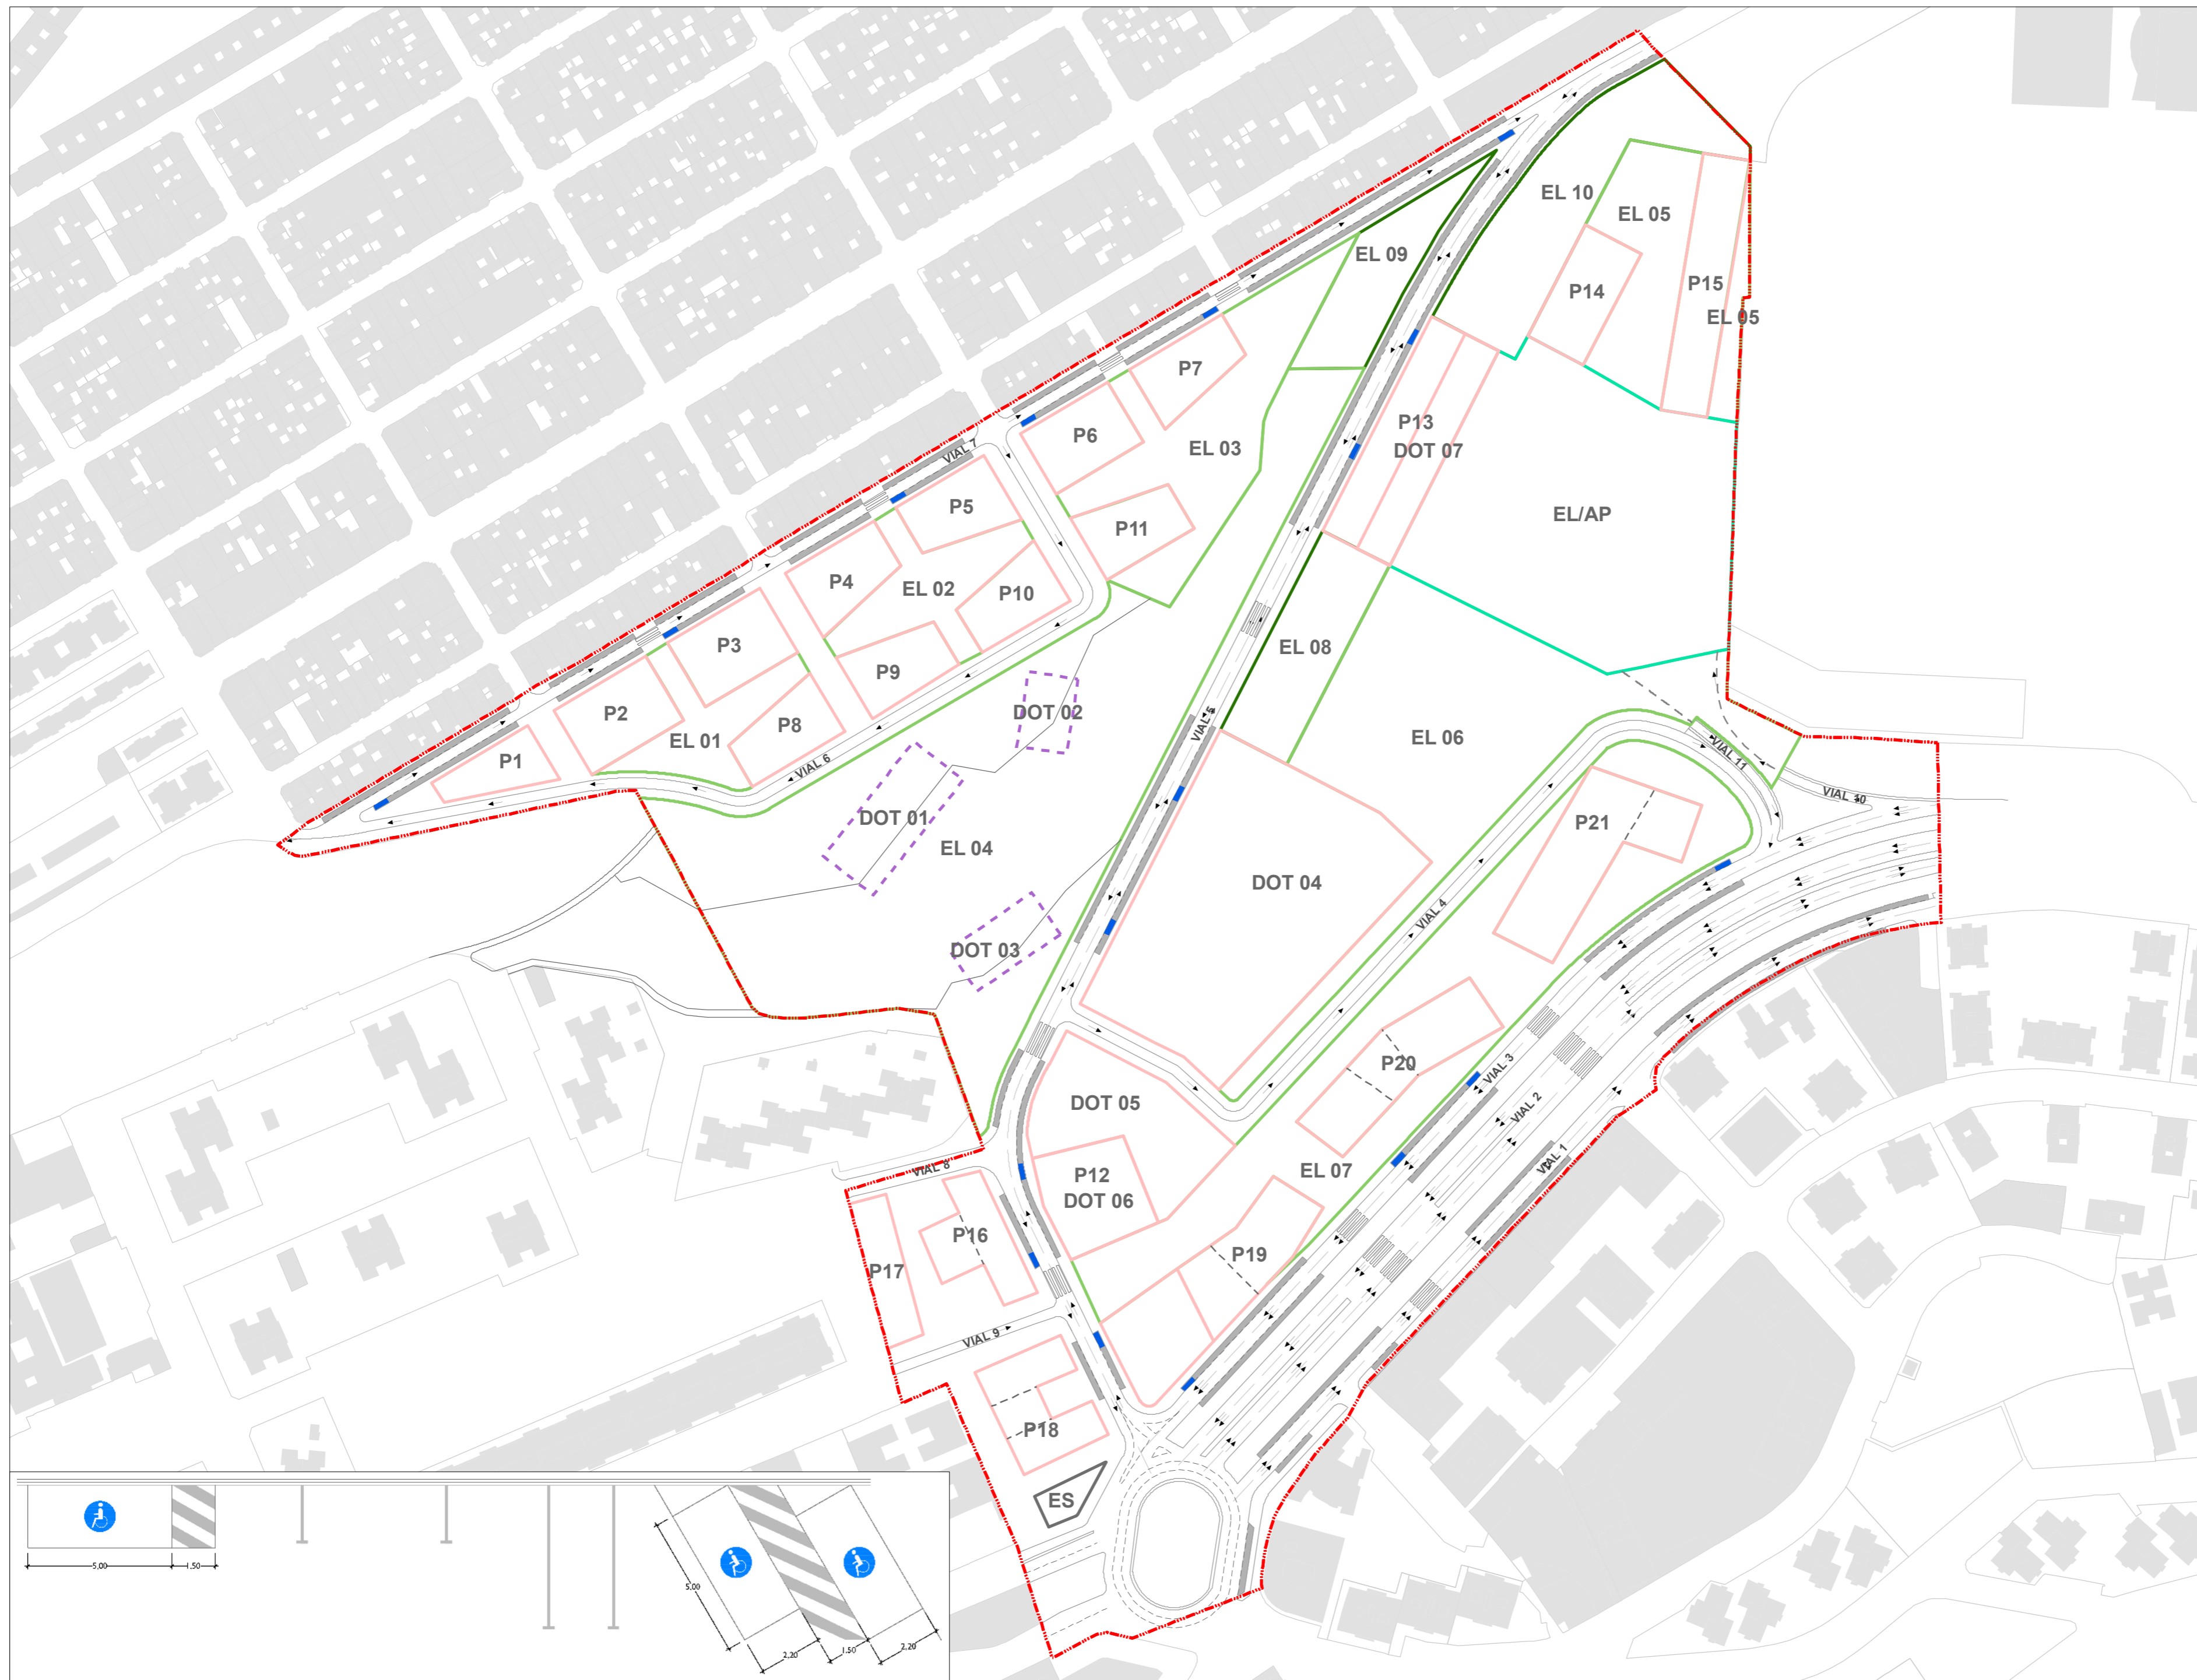 EL 10
EL 05
EL 09
P14
P15
EL 05
P7
P13
P6
EL 03
DOT 07
VIAL 7
P5
EL/AP
P11
P4
EL 02
P10
P3
EL 08
P9
P2
DOT 02
P8
VIAL 5
EL 01
EL 06
P1
VIAL 6
VIAL 11
VIAL 10
DOT 01
P21
EL 04
DOT 04
VIAL 4
DOT 03
P20
VIAL 3
DOT 05
VIAL 2
VIAL 1
VIAL 8
P12
EL 07
DOT 06
P16
P19
P17
VIAL 9
P18
ES
5,00
1,50
5,00
2,20
1,50
2,20